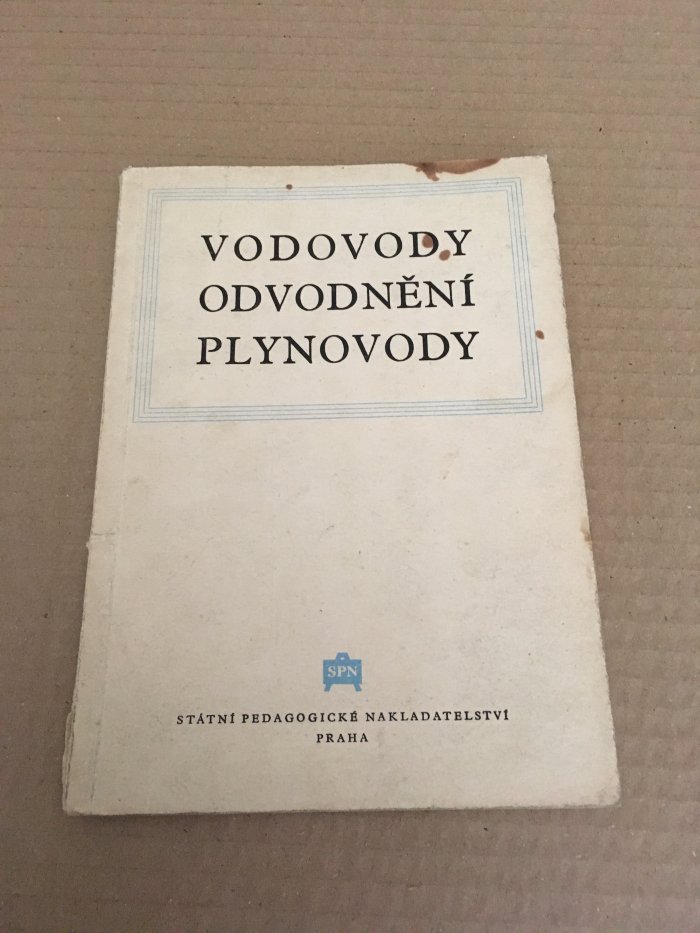 VODOVODY
ODVODNĚNÍ
PLYNOVODY
SPN
STÁTNÍ PEDAGOGICKÉ NAKLADATELSTVÍ
PRAHA